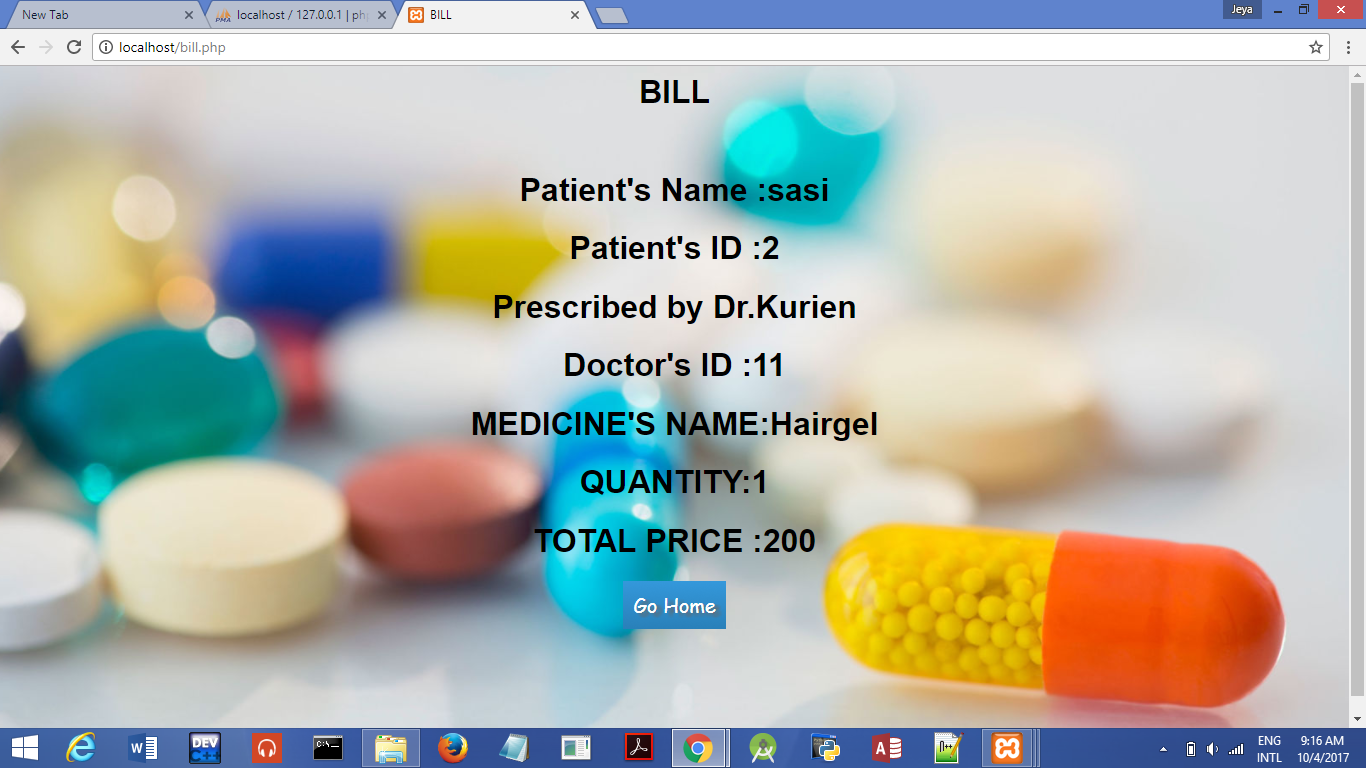 New Tab
localhost / 127.0.0.1 | ph
BILL
Jeya
localhost/bill.php
BILL
Patient's Name :sasi
Patient's ID :2
Prescribed by Dr.Kurien
Doctor's ID :11
MEDICINE'S NAME:Hairgel
QUANTITY:1
TOTAL PRICE :200
Go Home
ENG 9:16 AM
INTL 10/4/2017